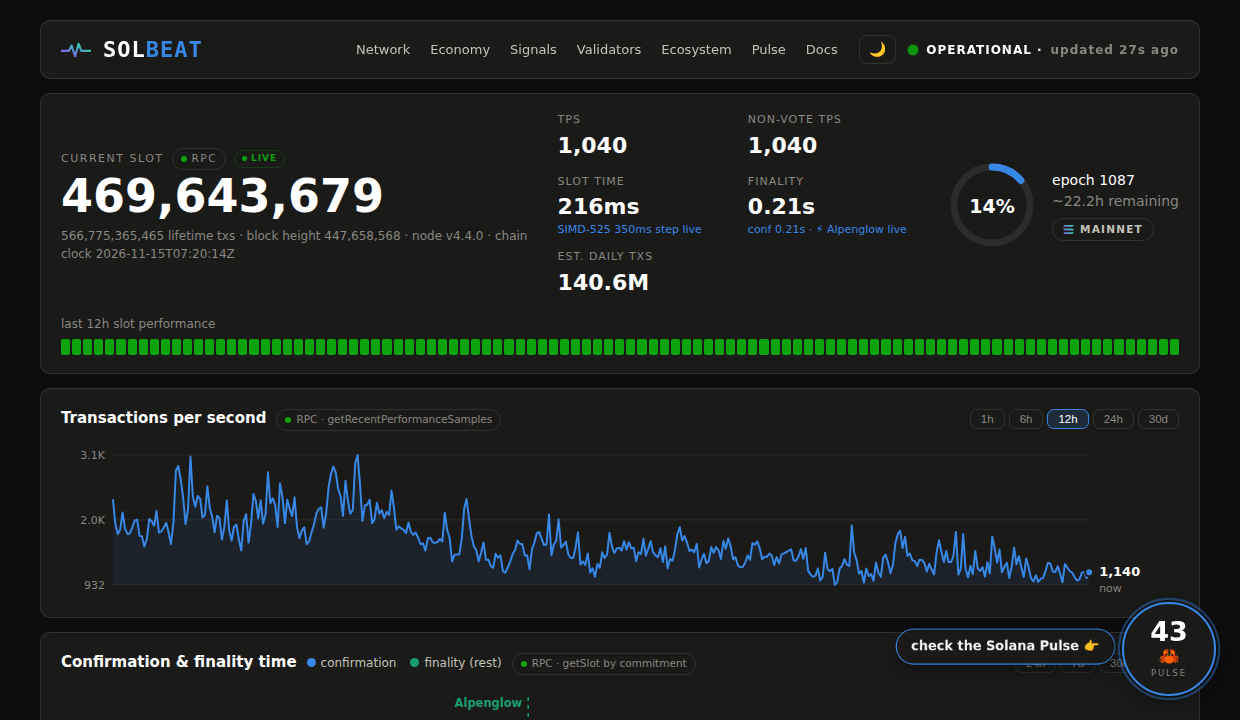 SOLBEAT
Network Economy Signals Validators Ecosystem Pulse Docs
OPERATIONAL · updated 27s ago
CURRENT SLOT RPC LIVE
469,643,679
566,775,365,465 lifetime txs · block height 447,658,568 · node v4.4.0 · chain
clock 2026-11-15T07:20:14Z
TPS
1,040
NON-VOTE TPS
1,040
SLOT TIME
216ms
SIMD-525 350ms step live
FINALITY
0.21s
conf 0.21s · ⚡ Alpenglow live
EST. DAILY TXS
140.6M
14%
epoch 1087
~22.2h remaining
MAINNET
last 12h slot performance
Transactions per second RPC · getRecentPerformanceSamples
1h 6h 12h 24h 30d
3.1K
2.0K
932
1,140
now
Confirmation & finality time confirmation finality (rest) RPC · getSlot by commitment
check the Solana Pulse 👉
43
🦀
PULSE
Alpenglow